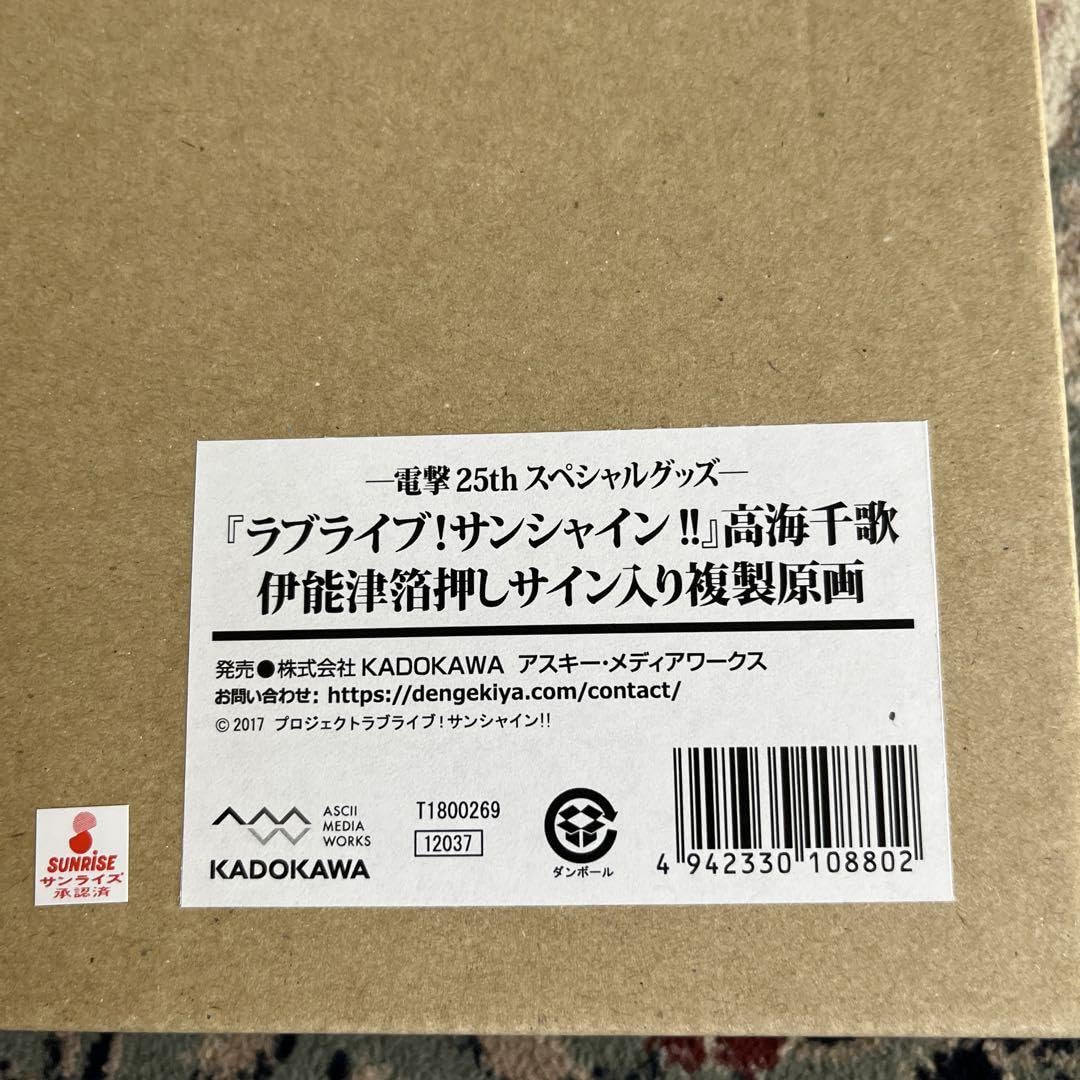 ―電撃 25th スペシャルグッズ―
『ラブライブ!サンシャイン!!』高海千歌
伊能津箔押しサイン入り複製原画
発売●株式会社 KADOKAWA アスキー・メディアワークス
お問い合わせ: https://dengekiya.com/contact/
© 2017 プロジェクトラブライブ!サンシャイン!!
ASCII
MEDIA
WORKS
KADOKAWA
T1800269
12037
ダンボール
4 942330 108802
SUNRISE
サンライズ
承認済